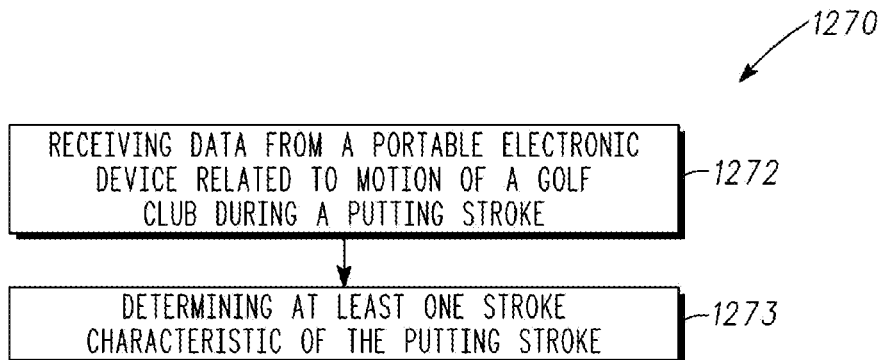 1270
RECEIVING DATA FROM A PORTABLE ELECTRONIC
DEVICE RELATED TO MOTION OF A GOLF
CLUB DURING A PUTTING STROKE
1272
DETERMINING AT LEAST ONE STROKE
CHARACTERISTIC OF THE PUTTING STROKE
1273